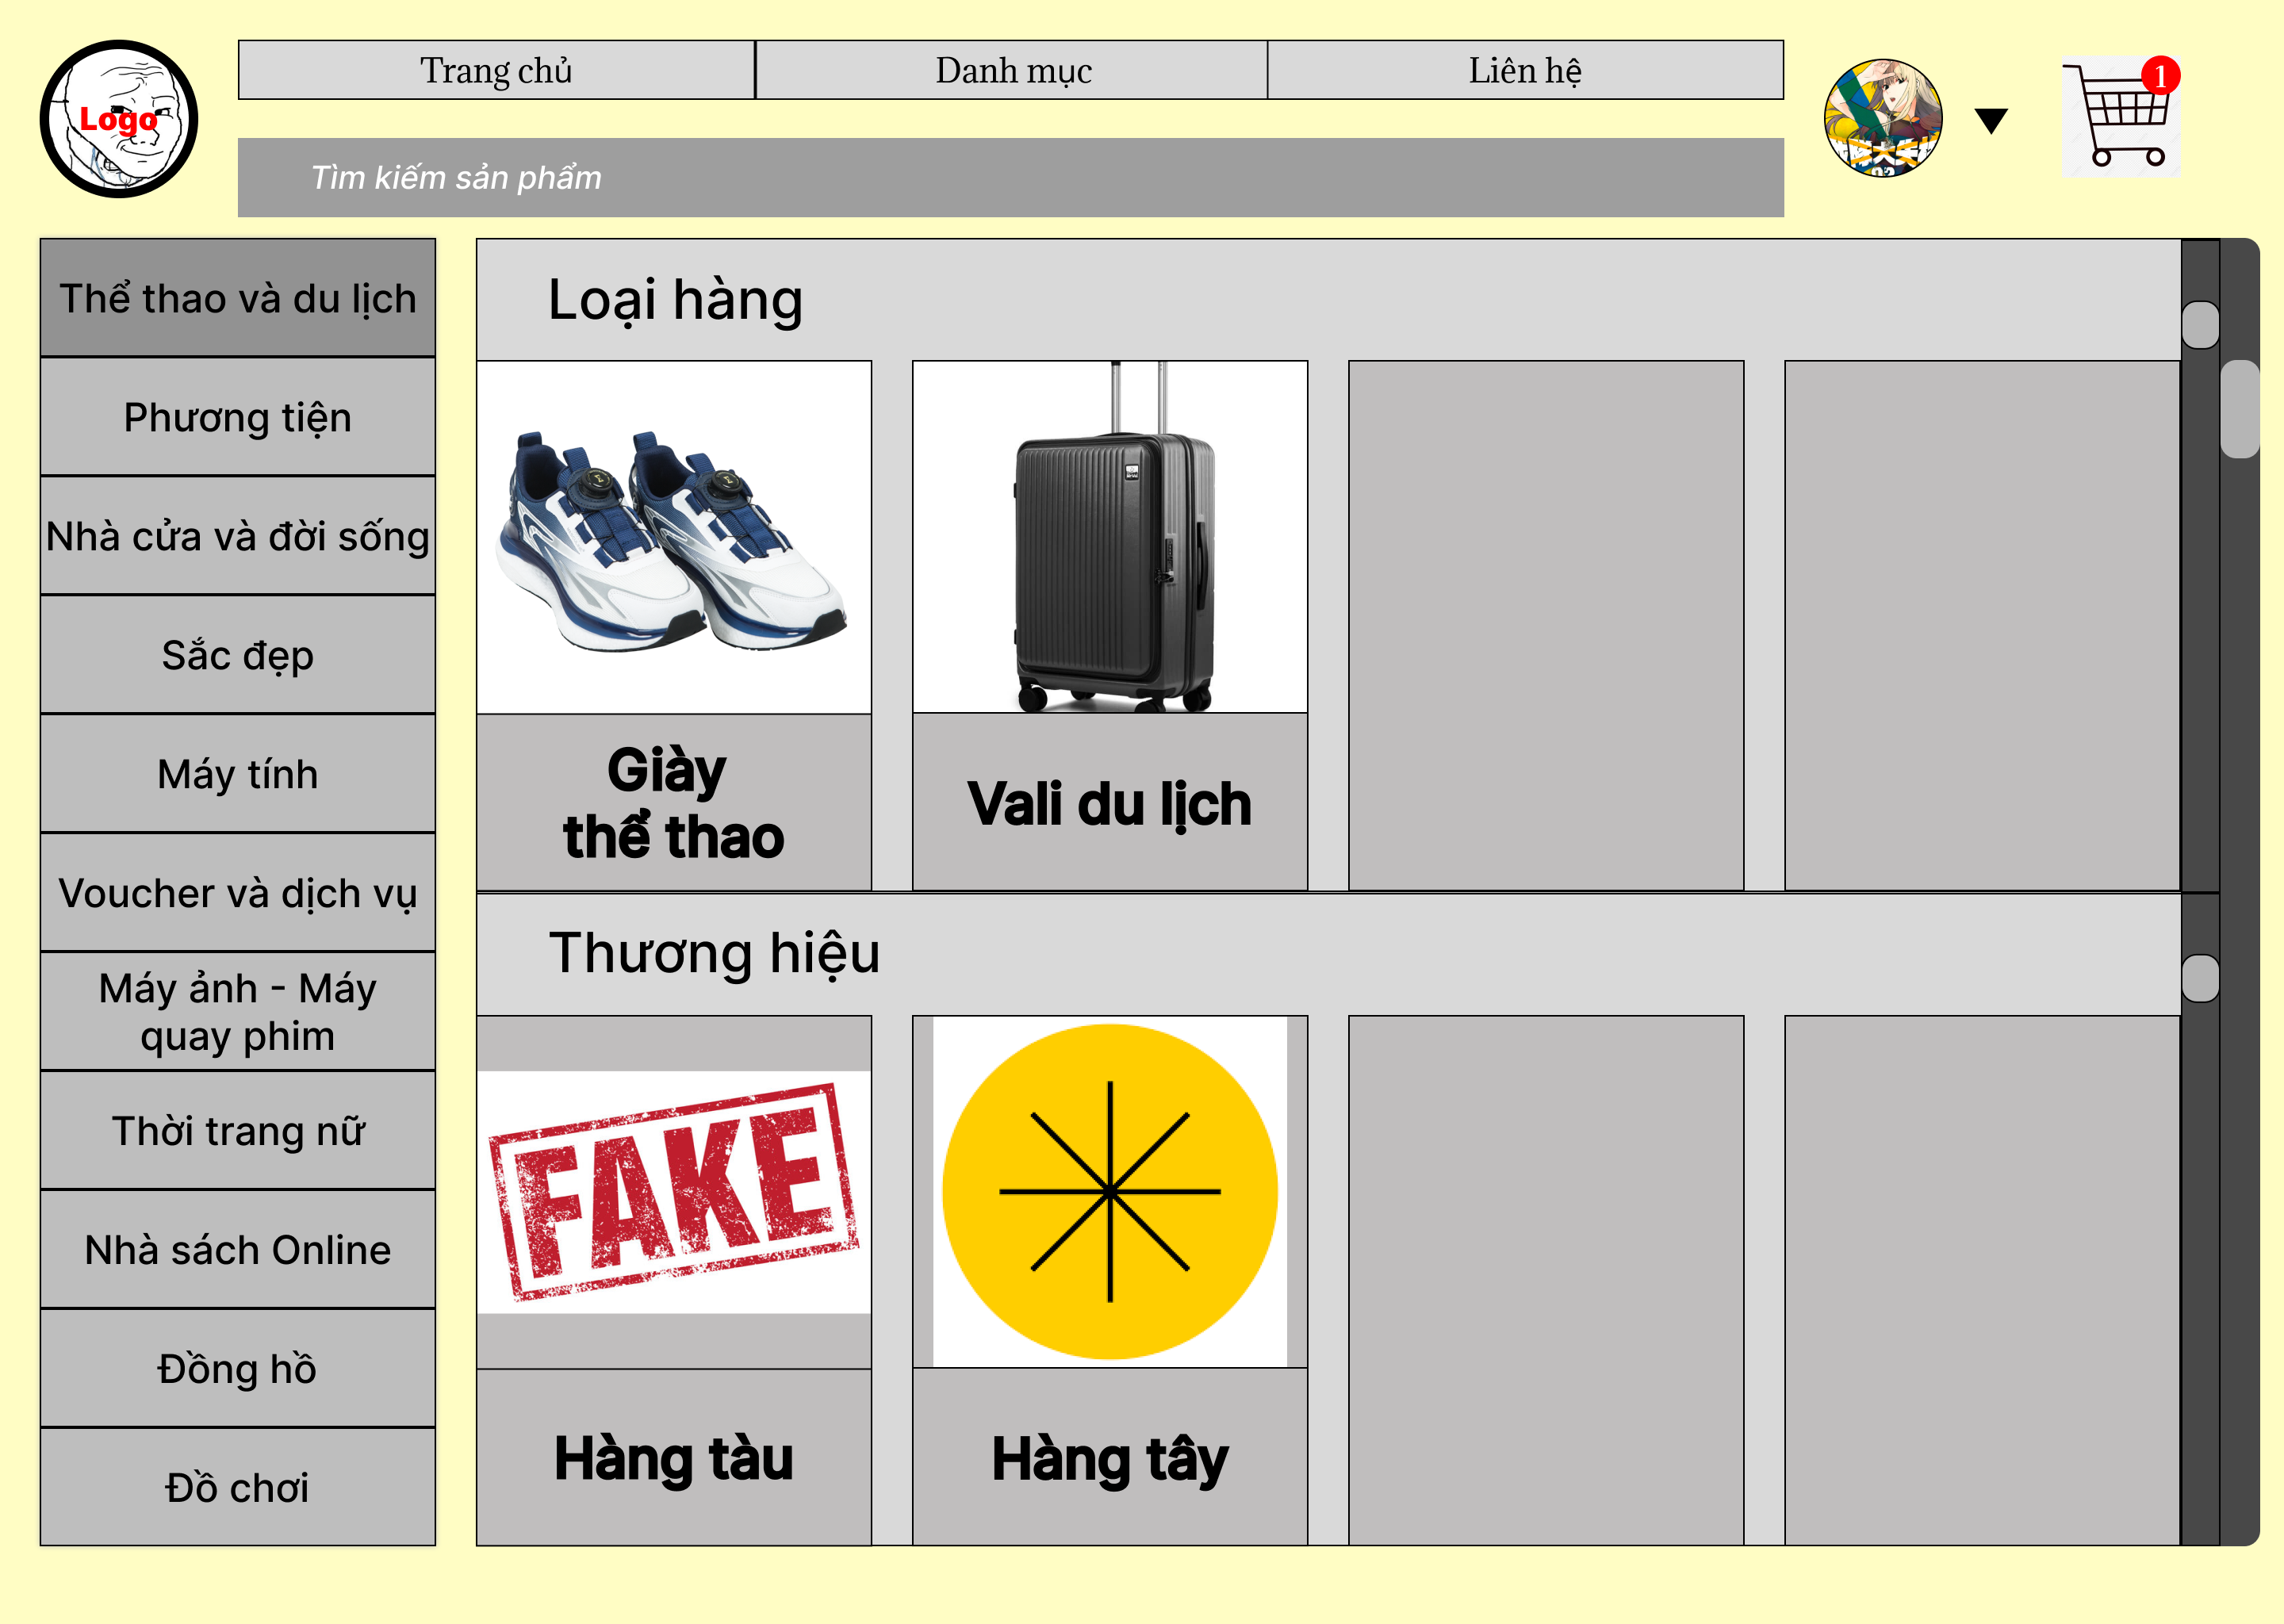 Logo
Trang chủ
Danh mục
Liên hệ
1
Tìm kiếm sản phẩm
Thể thao và du lịch
Phương tiện
Nhà cửa và đời sống
Sắc đẹp
Máy tính
Voucher và dịch vụ
Máy ảnh - Máy
quay phim
Thời trang nữ
Nhà sách Online
Đồng hồ
Đồ chơi
Loại hàng
Giày
thể thao
Vali du lịch
Thương hiệu
FAKE
Hàng tàu
Hàng tây